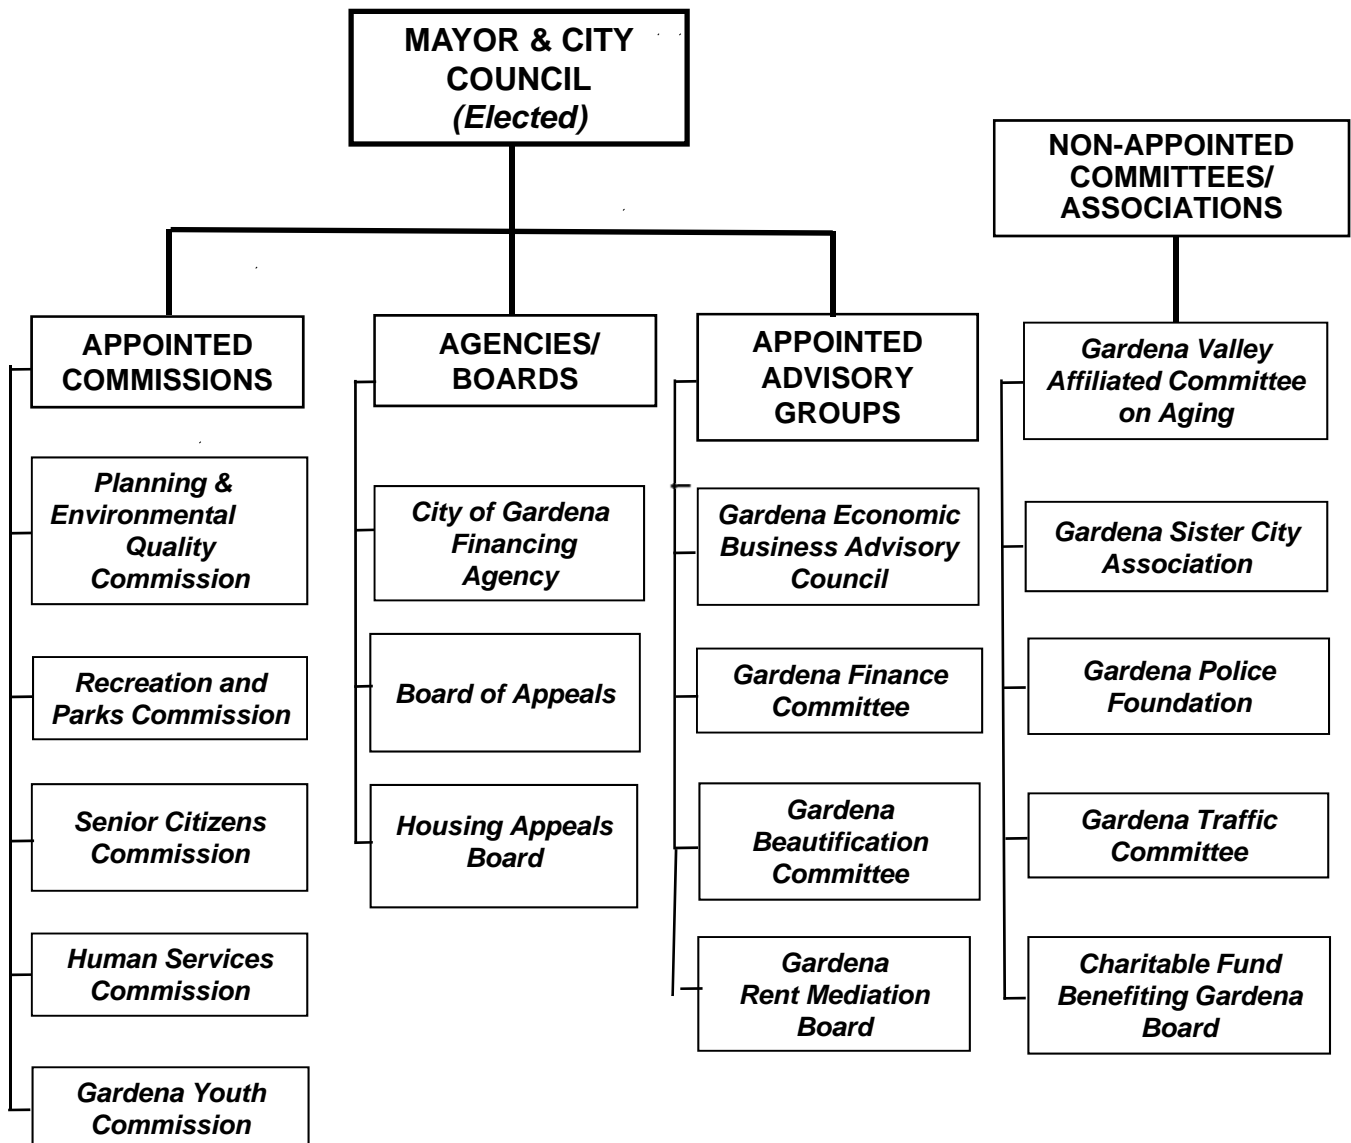 MAYOR & CITY
COUNCIL
(Elected)
NON-APPOINTED
COMMITTEES/
ASSOCIATIONS
APPOINTED
COMMISSIONS
Planning &
Environmental
Quality
Commission
Recreation and
Parks Commission
Senior Citizens
Commission
Human Services
Commission
Gardena Youth
Commission
AGENCIES/
BOARDS
City of Gardena
Financing
Agency
Board of Appeals
Housing Appeals
Board
APPOINTED
ADVISORY
GROUPS
Gardena Economic
Business Advisory
Council
Gardena Finance
Committee
Gardena
Beautification
Committee
Gardena
Rent Mediation
Board
Gardena Valley
Affiliated Committee
on Aging
Gardena Sister City
Association
Gardena Police
Foundation
Gardena Traffic
Committee
Charitable Fund
Benefiting Gardena
Board